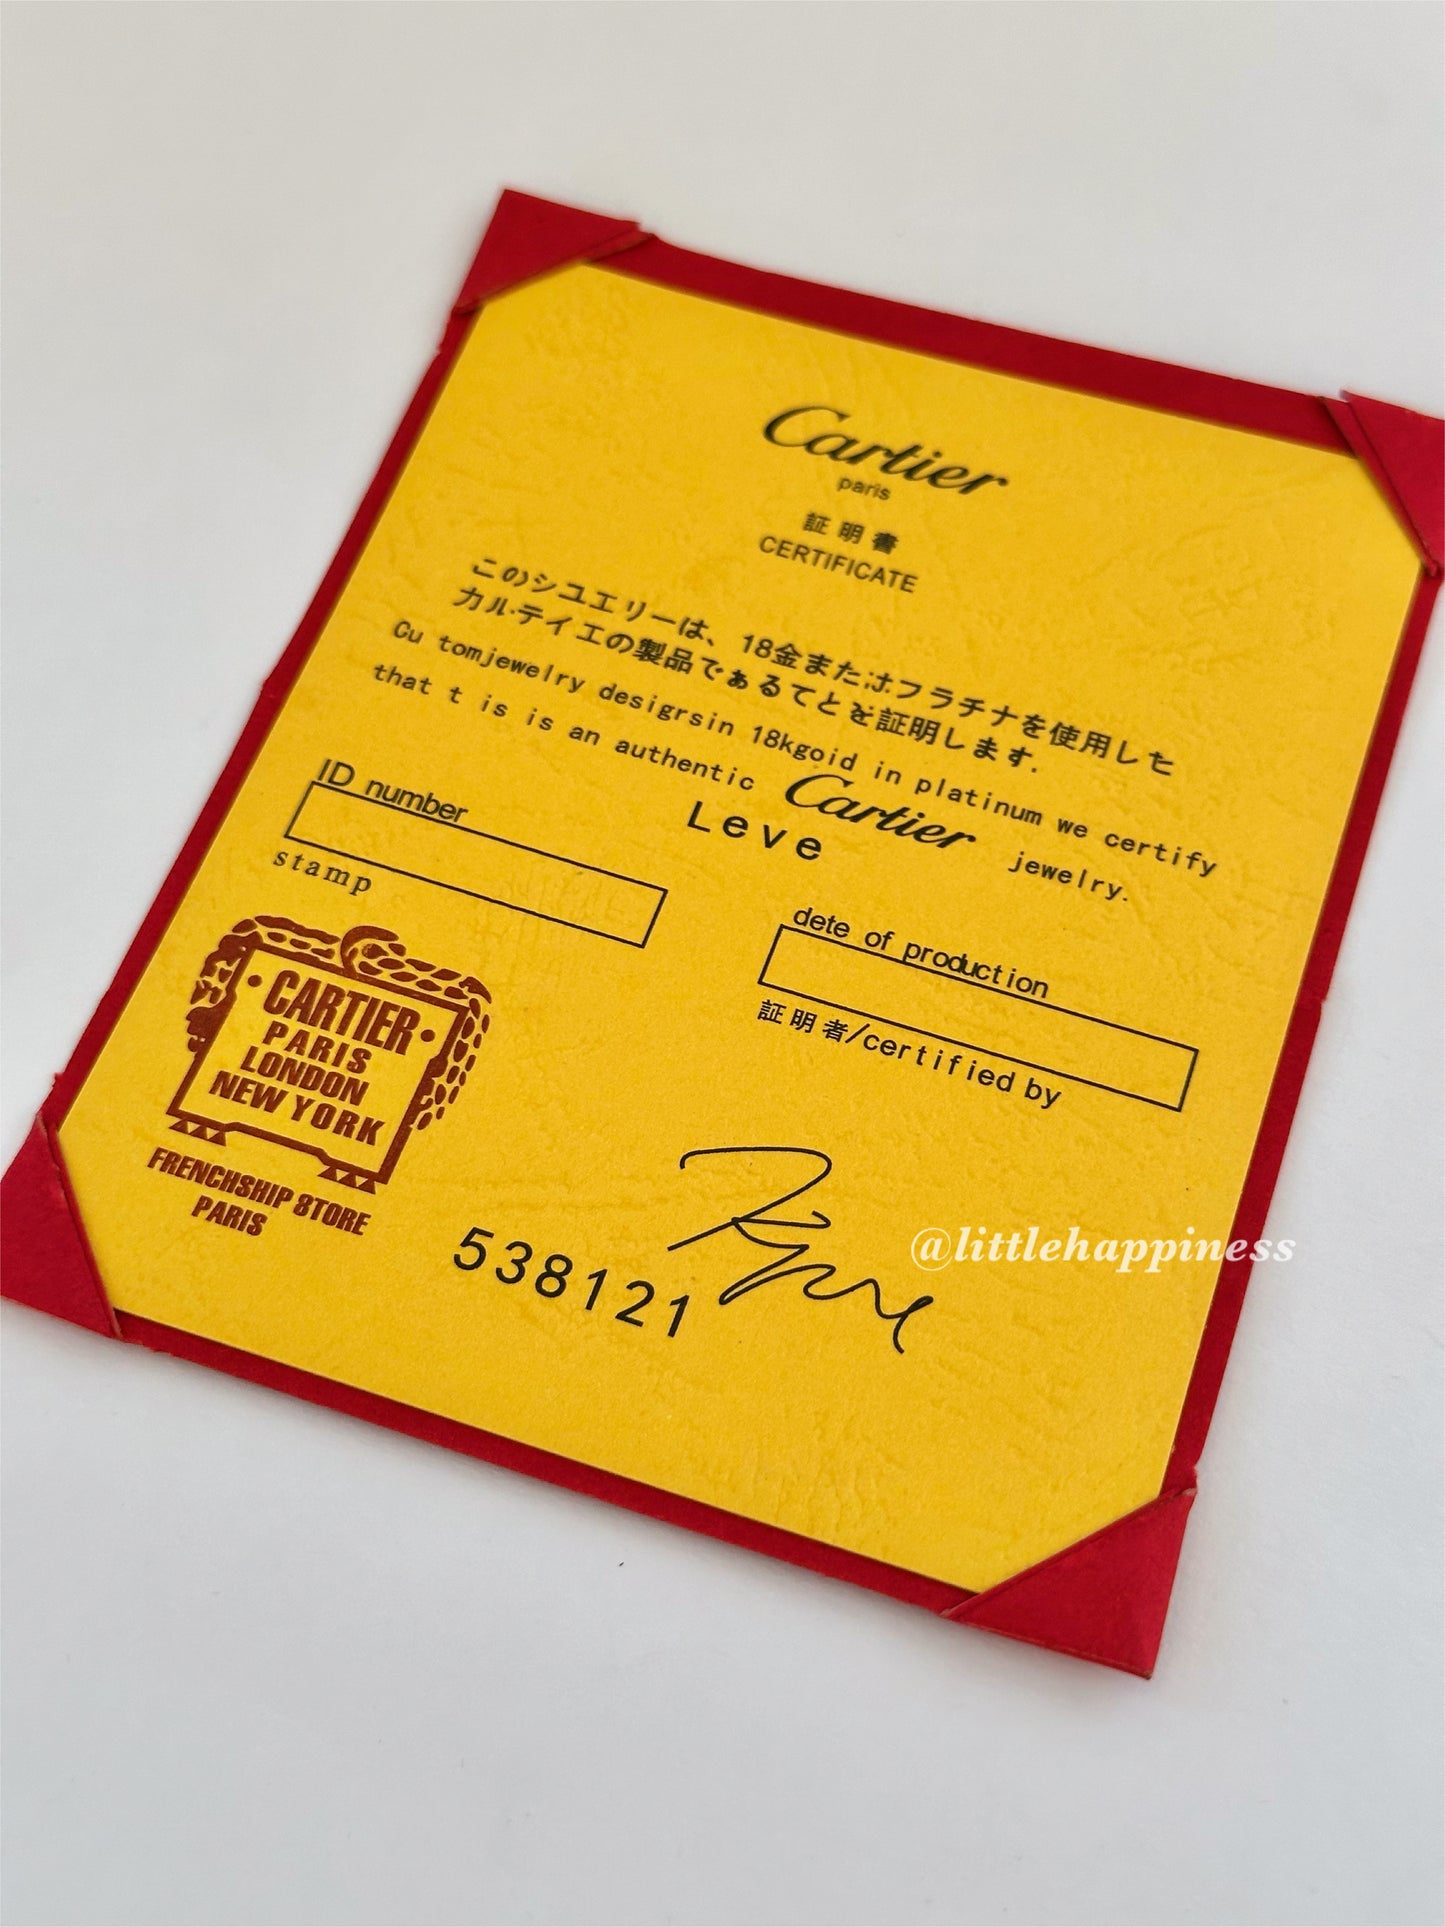 Cartier
paris
証明書
CERTIFICATE
このシユエリーは、18金またはフラチナを使用した
カルテイエの製品でぁるてとを証明します.
Cu tomjewelry desigrsin 18kgoid in platinum we certify
that t is is an authentic Cartier jewelry.
Leve
ID number
dete of production
stamp
証明者/certified by
CARTIER
PARIS
LONDON
NEW YORK
FRENCHSHIP 8TORE
PARIS
538121
@littlehappiness